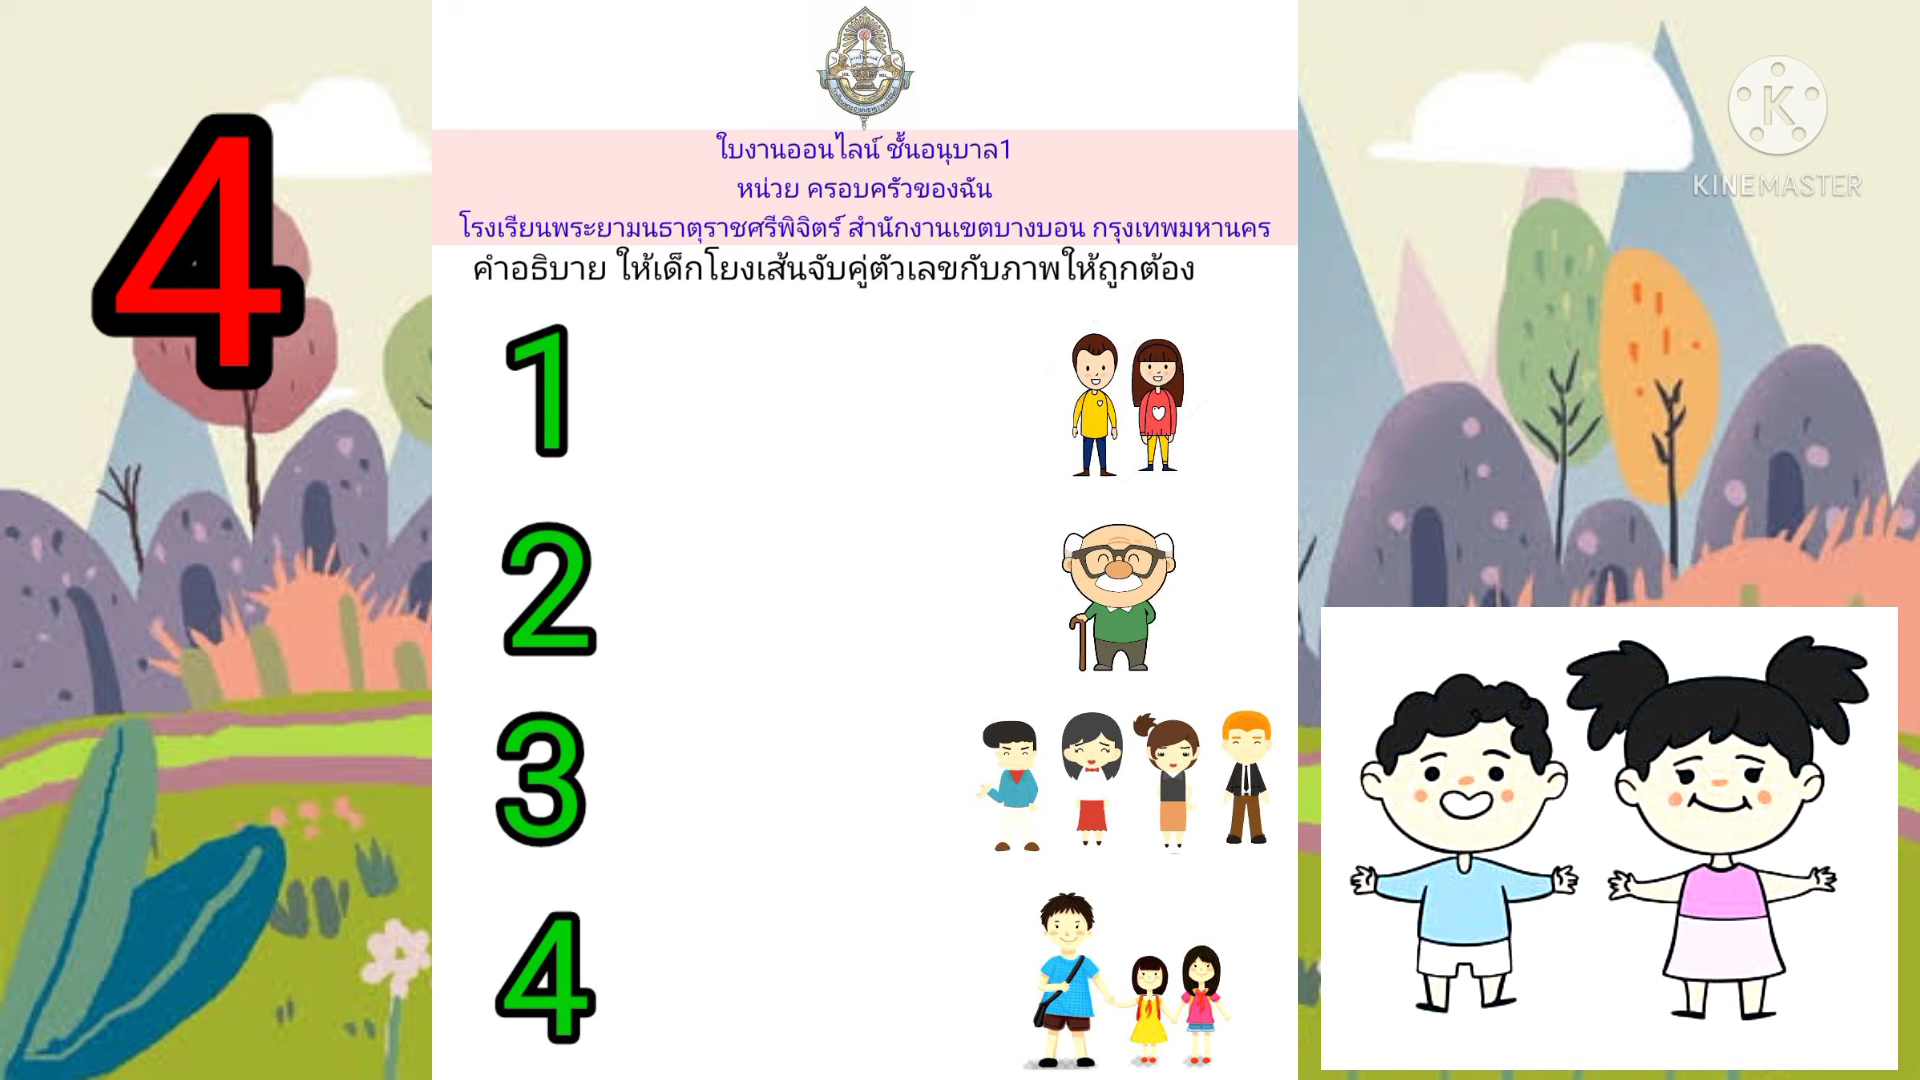 4
ใบงานออนไลน์ ชั้นอนุบาล1
หน่วย ครอบครัวของฉัน
โรงเรียนพระยามนธาตุราชศรีพิจิตร์ สำนักงานเขตบางบอน กรุงเทพมหานคร
คำอธิบาย ให้เด็กโยงเส้นจับคู่ตัวเลขกับภาพให้ถูกต้อง
1
2
3
4
K
KINEMASTER